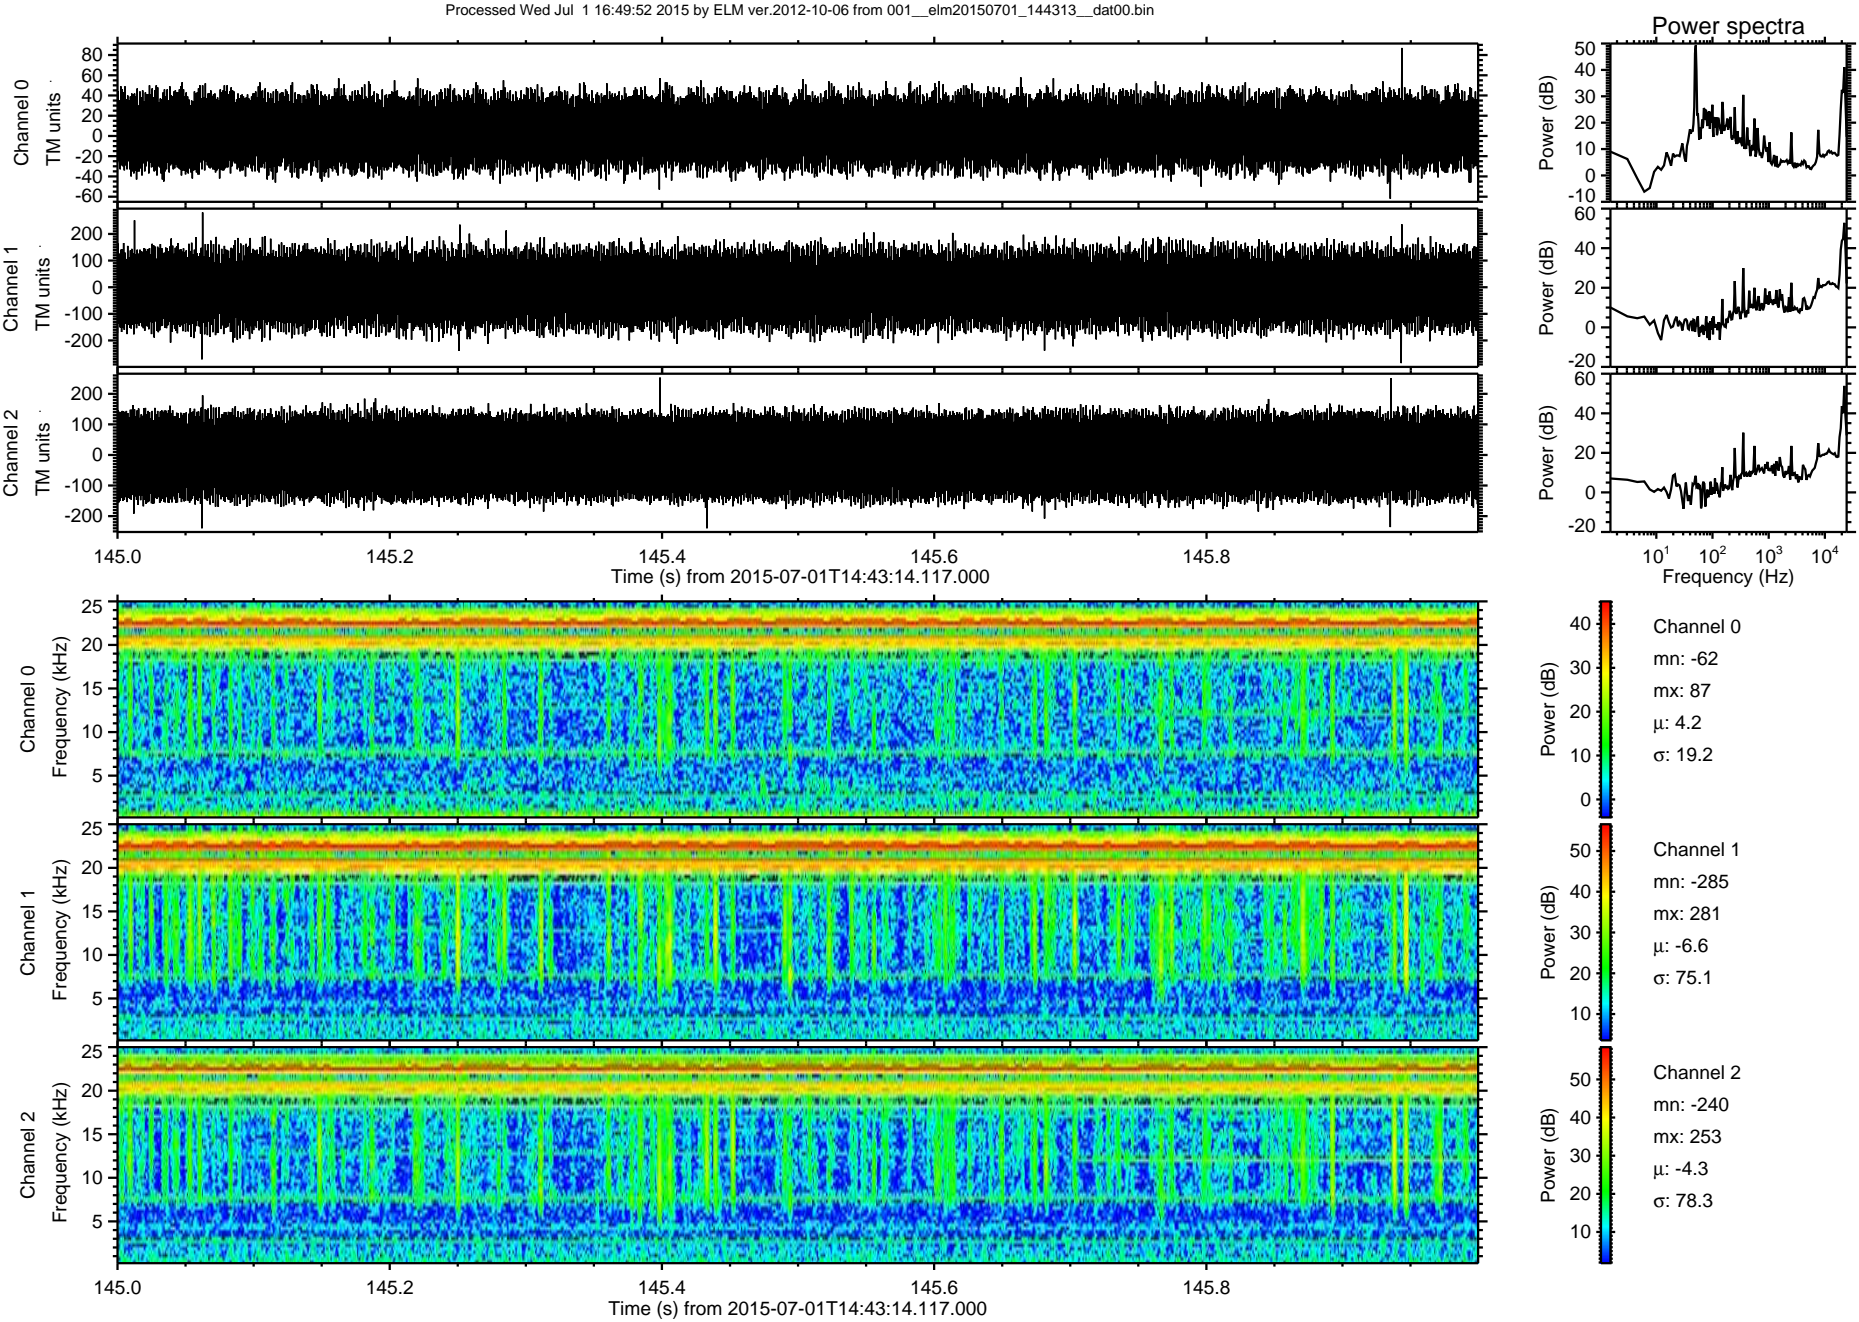 Processed Wed Jul  1 16:49:52 2015 by ELM ver.2012-10-06 from 001__elm20150701_144313__dat00.bin
Power spectra
Channel 0
TM units
80
60
40
20
0
-20
-40
-60
Power (dB)
50
40
30
20
10
0
-10
Channel 1
TM units
200
100
0
-100
-200
Power (dB)
60
40
20
0
-20
Channel 2
TM units
200
100
0
-100
-200
Power (dB)
60
40
20
0
-20
145.0 145.2 145.4 145.6 145.8
Time (s) from 2015-07-01T14:43:14.117.000
10¹ 10² 10³ 10⁴
Frequency (Hz)
Channel 0
Frequency (kHz)
25
20
15
10
5
Power (dB)
40
30
20
10
0
Channel 0
mn: -62
mx: 87
μ: 4.2
σ: 19.2
Channel 1
Frequency (kHz)
25
20
15
10
5
Power (dB)
50
40
30
20
10
Channel 1
mn: -285
mx: 281
μ: -6.6
σ: 75.1
Channel 2
Frequency (kHz)
25
20
15
10
5
Power (dB)
50
40
30
20
10
Channel 2
mn: -240
mx: 253
μ: -4.3
σ: 78.3
145.0 145.2 145.4 145.6 145.8
Time (s) from 2015-07-01T14:43:14.117.000